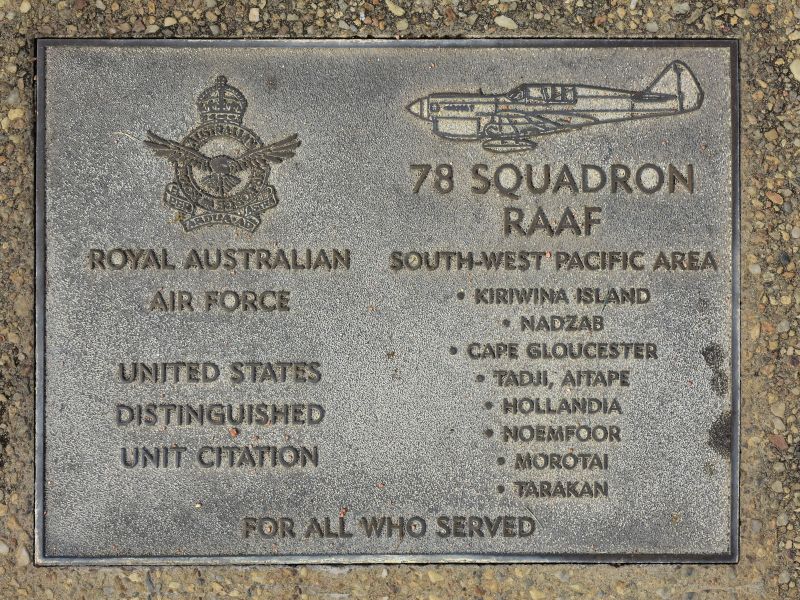 AUSTRALIAN
ROYAL AUSTRALIAN
AIR FORCE
UNITED STATES
DISTINGUISHED
UNIT CITATION
78 SQUADRON
RAAF
SOUTH-WEST PACIFIC AREA
• KIRIWINA ISLAND
• NADZAB
• CAPE GLOUCESTER
• TADJI, AITAPE
• HOLLANDIA
• NOEMFOOR
• MOROTAI
• TARAKAN
FOR ALL WHO SERVED